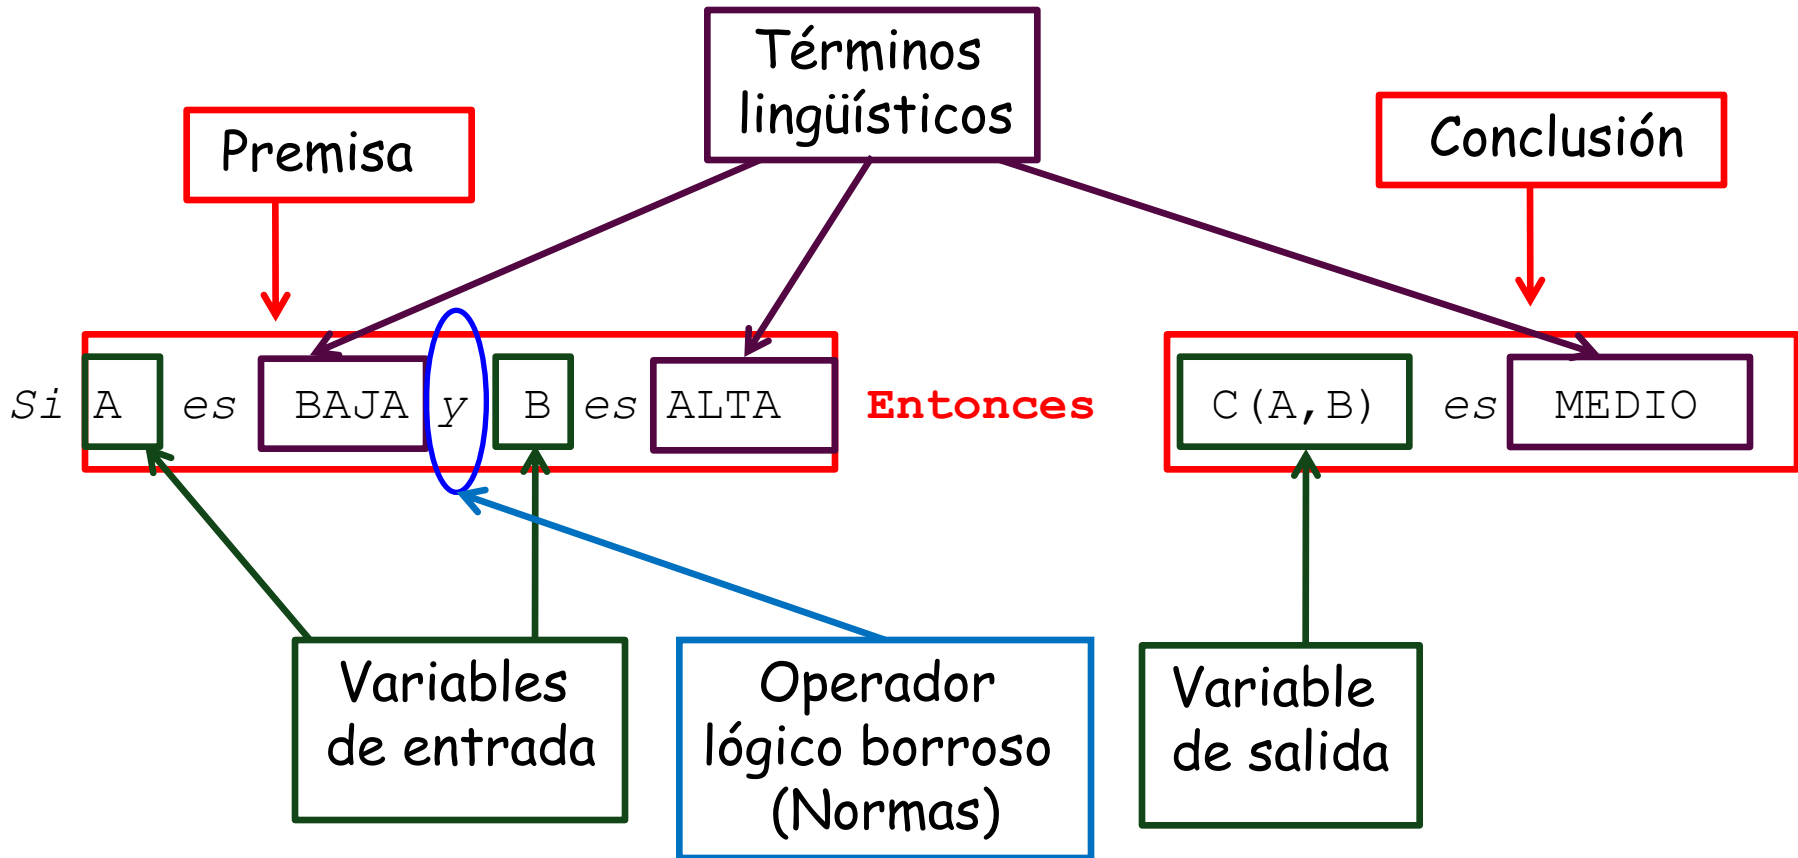 Términos
lingüísticos
Premisa
Conclusión
Si A es BAJA y B es ALTA Entonces C(A,B) es MEDIO
Variables
de entrada
Operador
lógico borroso
(Normas)
Variable
de salida